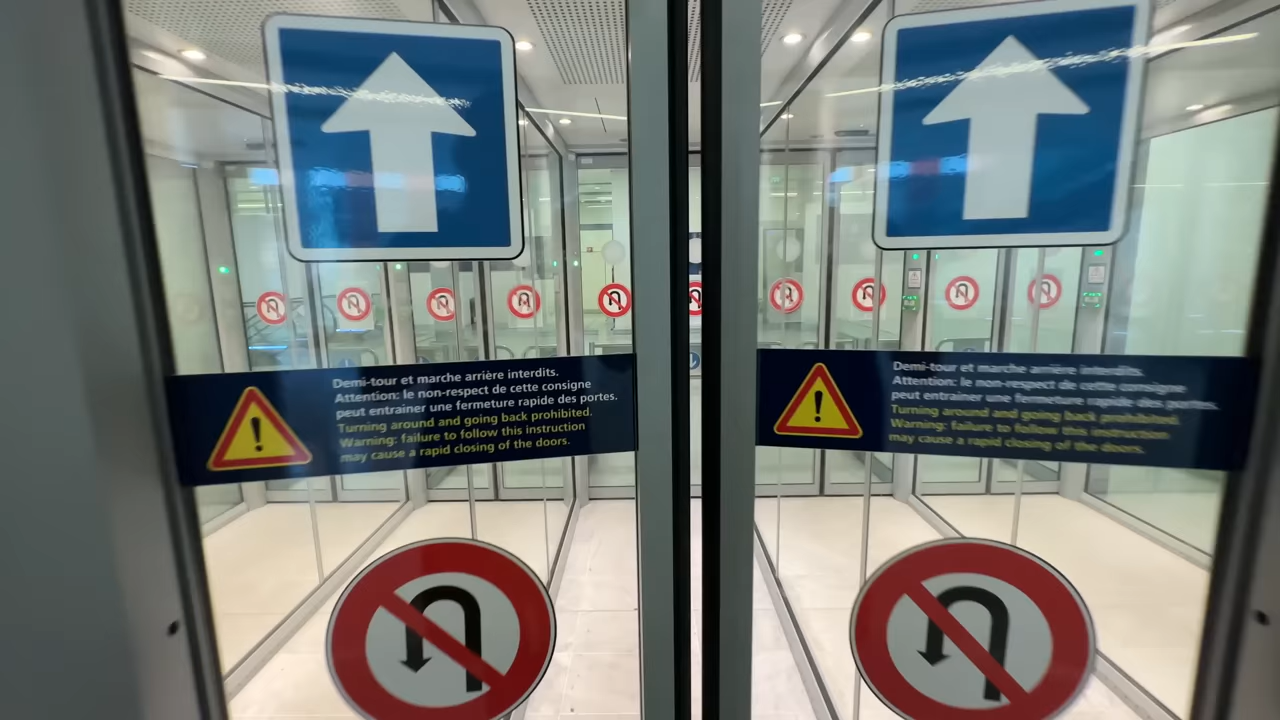 Demi-tour et marche arrière interdits.
Attention: le non-respect de cette consigne
peut entrainer une fermeture rapide des portes.
Turning around and going back prohibited.
Warning: failure to follow this instruction
may cause a rapid closing of the doors.
Demi-tour et marche arrière interdits.
Attention: le non-respect de cette consigne
peut entrainer une fermeture rapide des portes.
Turning around and going back prohibited.
Warning: failure to follow this instruction
may cause a rapid closing of the doors.